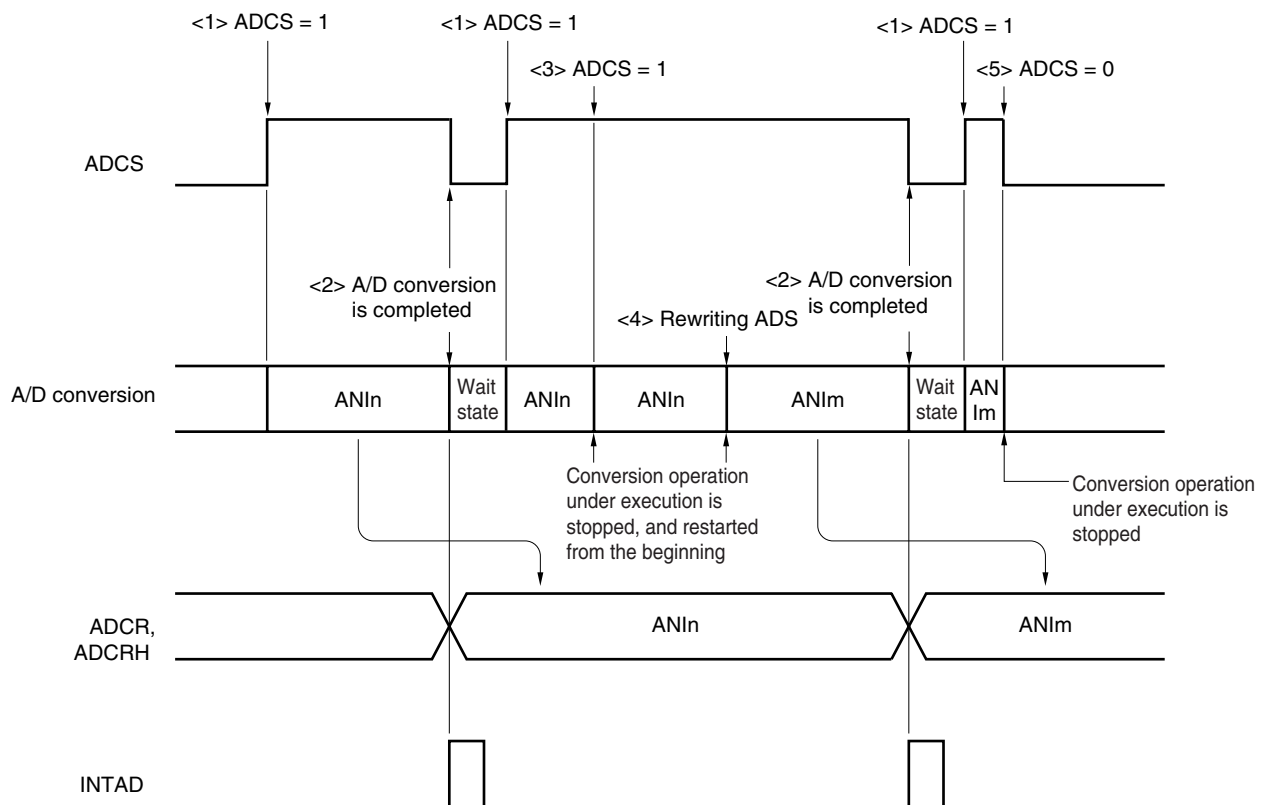 <1> ADCS = 1
<1> ADCS = 1
<1> ADCS = 1
<3> ADCS = 1
<5> ADCS = 0
ADCS
<2> A/D conversion
is completed
<2> A/D conversion
is completed
<4> Rewriting ADS
A/D conversion
ANIn
Wait
state
ANIn
ANIn
ANIm
Wait
state
AN
Im
Conversion operation
under execution is
stopped, and restarted
from the beginning
Conversion operation
under execution is
stopped
ADCR,
ADCRH
ANIn
ANIm
INTAD